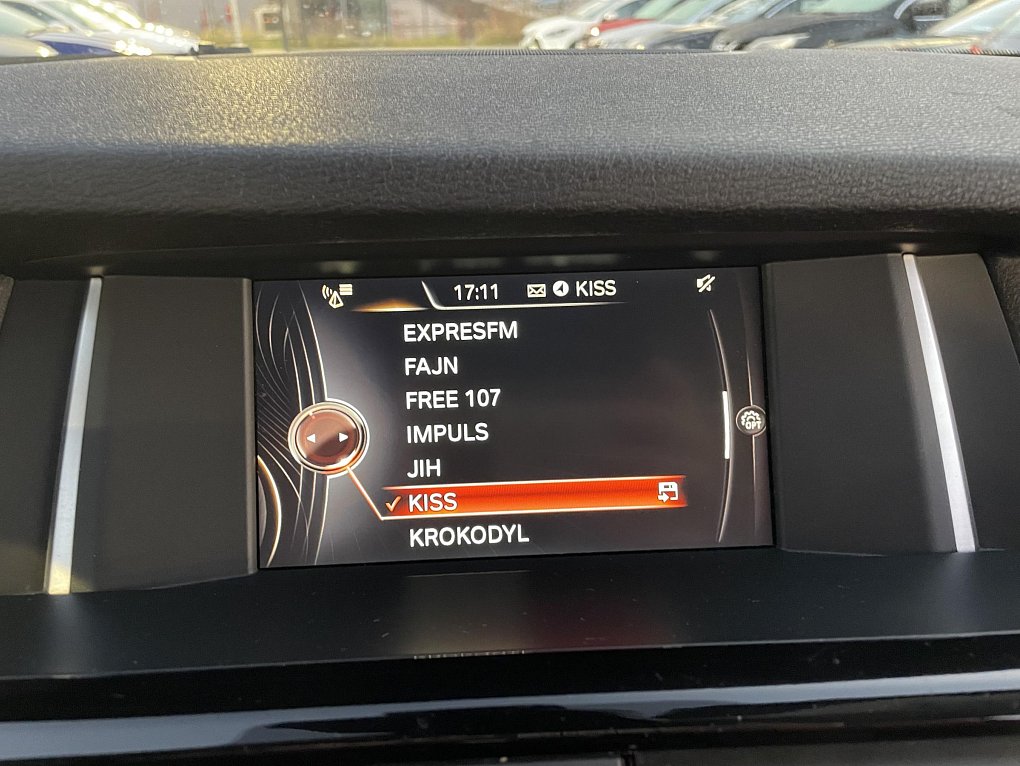 17:11 KISS
EXPRESFM
FAJN
FREE 107
IMPULS
OPT
JIH
KISS
KROKODYL